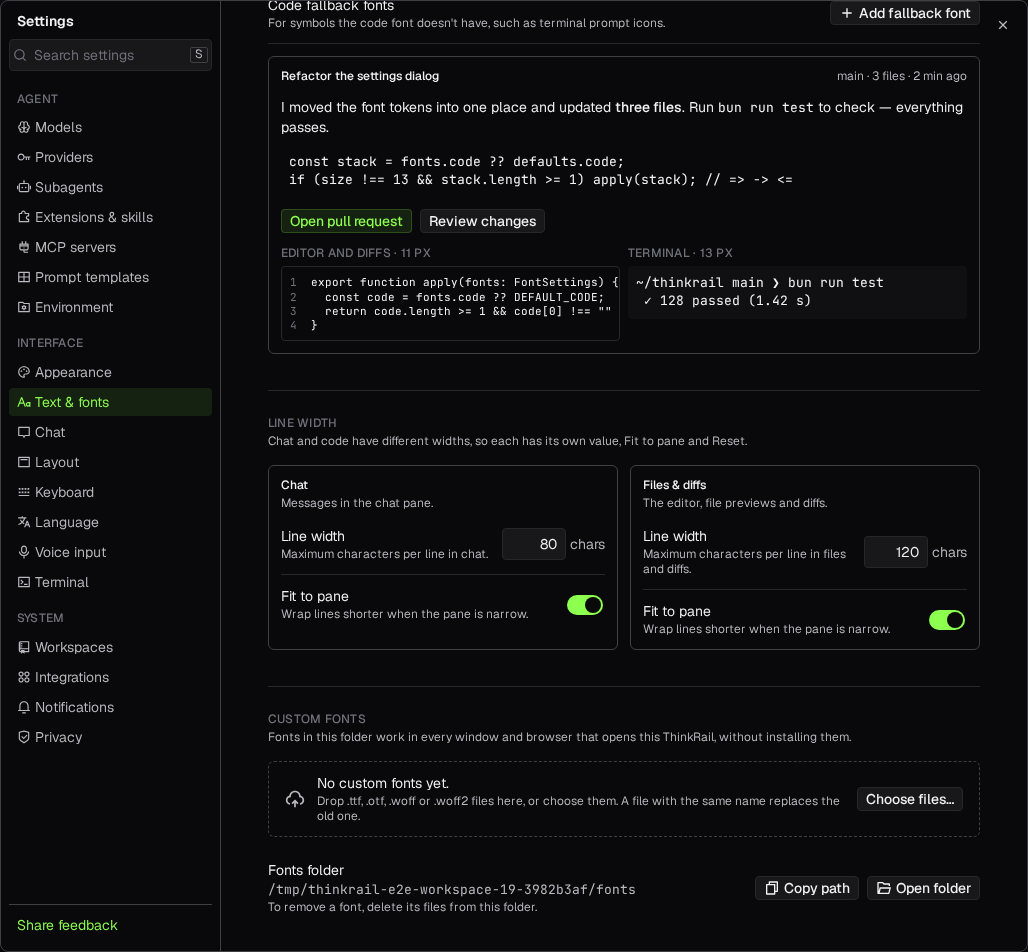 Settings
Search settings
S
AGENT
Models
Providers
Subagents
Extensions & skills
MCP servers
Prompt templates
Environment
INTERFACE
Appearance
Aa Text & fonts
Chat
Layout
Keyboard
Language
Voice input
Terminal
SYSTEM
Workspaces
Integrations
Notifications
Privacy
Share feedback
Code fallback fonts
For symbols the code font doesn't have, such as terminal prompt icons.
+ Add fallback font
Refactor the settings dialog
main · 3 files · 2 min ago
I moved the font tokens into one place and updated three files. Run bun run test to check — everything
passes.
const stack = fonts.code ?? defaults.code;
if (size !== 13 && stack.length >= 1) apply(stack); // => -> <=
Open pull request
Review changes
EDITOR AND DIFFS · 11 PX
1 export function apply(fonts: FontSettings) {
2   const code = fonts.code ?? DEFAULT_CODE;
3   return code.length >= 1 && code[0] !== ""
4 }
TERMINAL · 13 PX
~/thinkrail main ❯ bun run test
✓ 128 passed (1.42 s)
LINE WIDTH
Chat and code have different widths, so each has its own value, Fit to pane and Reset.
Chat
Messages in the chat pane.
Line width
Maximum characters per line in chat.
80 chars
Fit to pane
Wrap lines shorter when the pane is narrow.
Files & diffs
The editor, file previews and diffs.
Line width
Maximum characters per line in files
and diffs.
120 chars
Fit to pane
Wrap lines shorter when the pane is narrow.
CUSTOM FONTS
Fonts in this folder work in every window and browser that opens this ThinkRail, without installing them.
No custom fonts yet.
Drop .ttf, .otf, .woff or .woff2 files here, or choose them. A file with the same name replaces the
old one.
Choose files…
Fonts folder
/tmp/thinkrail-e2e-workspace-19-3982b3af/fonts
To remove a font, delete its files from this folder.
Copy path
Open folder